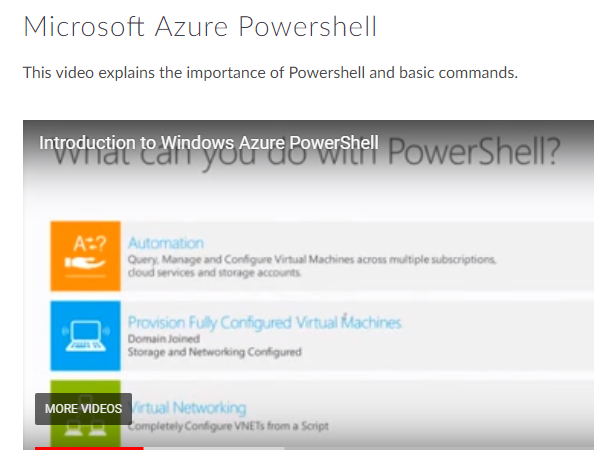 Microsoft Azure Powershell
This video explains the importance of Powershell and basic commands.
Introduction to Windows Azure PowerShell
What can you do with PowerShell?
A↔?
Automation
Query, Manage and Configure Virtual Machines across multiple subscriptions,
cloud services and storage accounts.
Provision Fully Configured Virtual Machines
Domain Joined
Storage and Networking Configured
MORE VIDEOS
Virtual Networking
Completely Configure VNETs from a Script